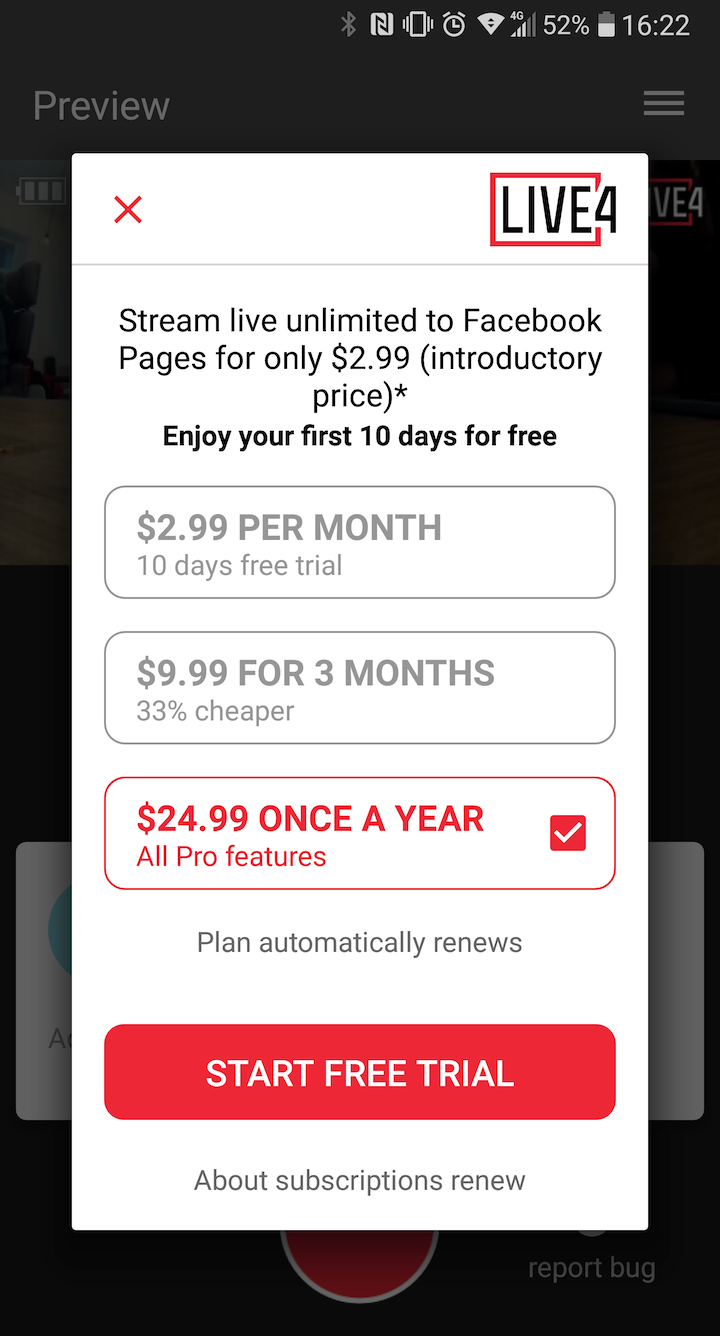 4G 52% 16:22
Preview
LIVE4
VE4
Stream live unlimited to Facebook
Pages for only $2.99 (introductory
price)*
Enjoy your first 10 days for free
$2.99 PER MONTH
10 days free trial
$9.99 FOR 3 MONTHS
33% cheaper
$24.99 ONCE A YEAR
All Pro features
Plan automatically renews
START FREE TRIAL
About subscriptions renew
report bug